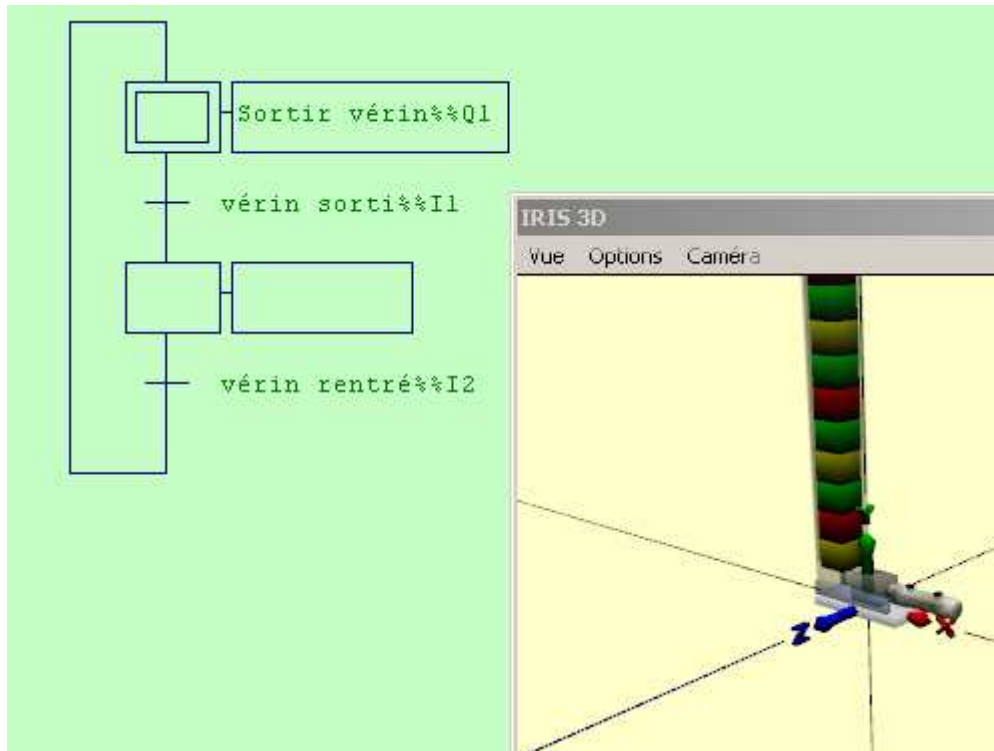 Sortir vérin%%Q1
vérin sorti%%I1
vérin rentré%%I2
IRIS 3D
Vue Options Caméra
Y
Z
X